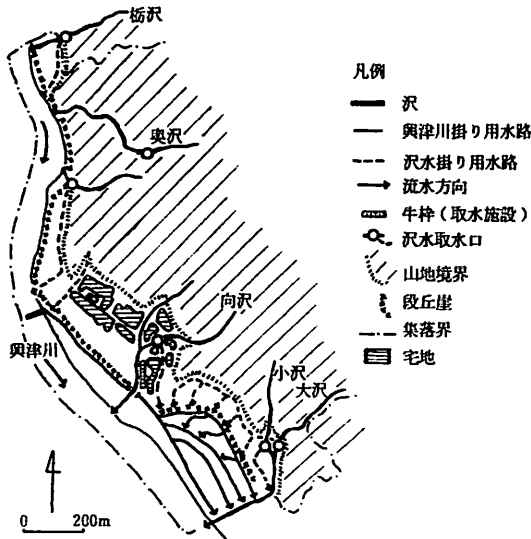 栃沢
奥沢
向沢
小沢
大沢
興津川
0 200m
凡例
沢
興津川掛り用水路
沢水掛り用水路
流水方向
牛枠（取水施設）
沢水取水口
山地境界
段丘崖
集落界
宅地